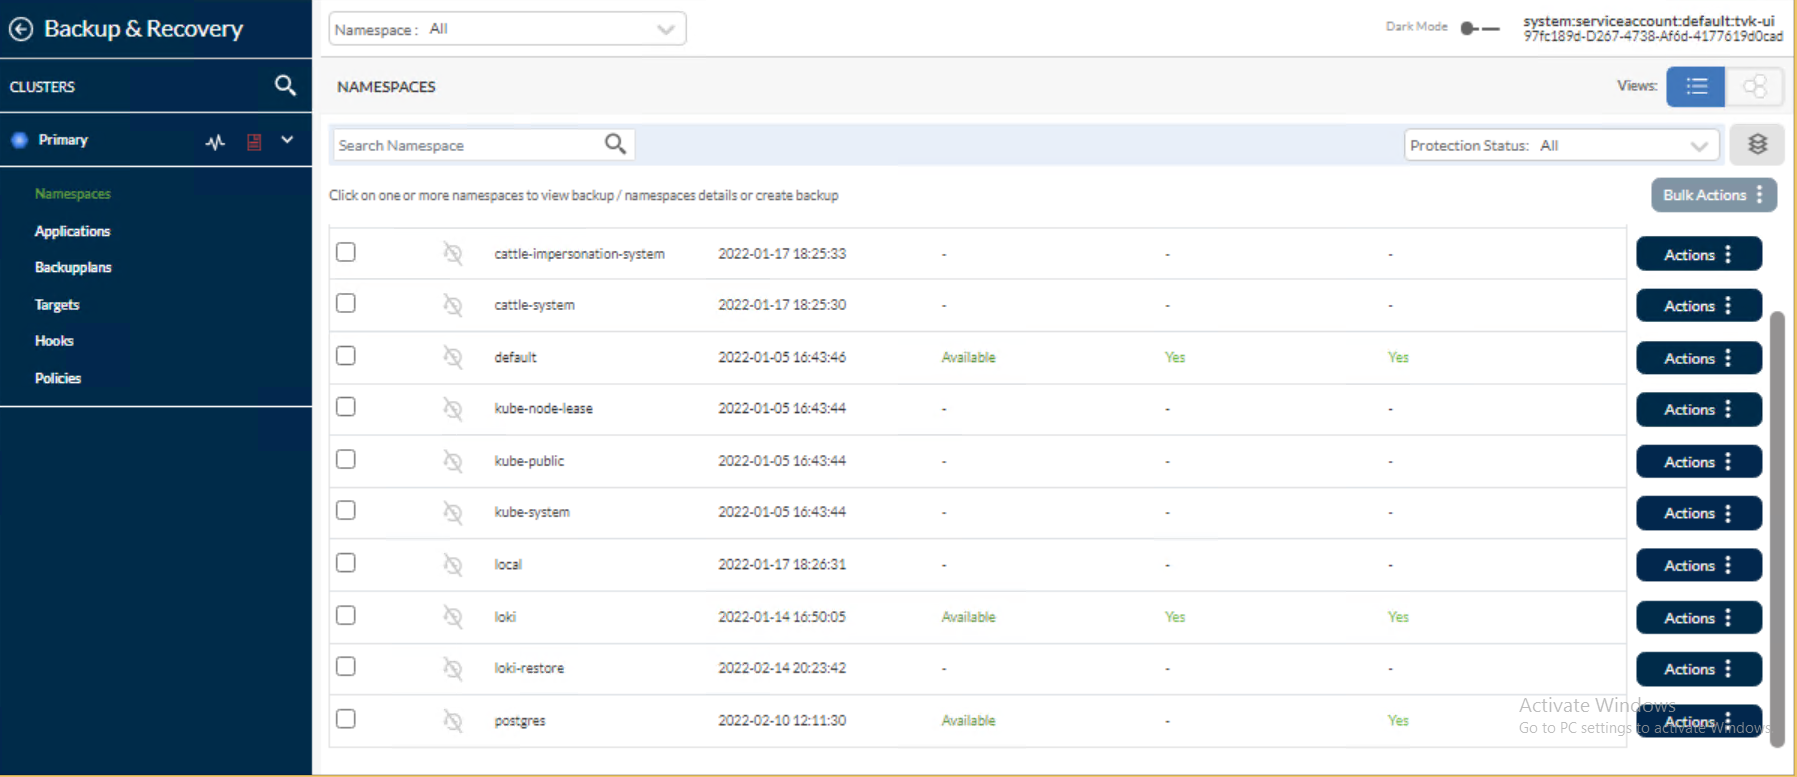 Backup & Recovery
Namespace : All
Dark Mode
system:serviceaccount:default:tvk-ui
97fc189d-D267-4738-Af6d-4177619d0cad
CLUSTERS
NAMESPACES
Views:
Primary
Search Namespace
Protection Status: All
Click on one or more namespaces to view backup / namespaces details or create backup
Bulk Actions
Namespaces
Applications
Backupplans
Targets
Hooks
Policies
cattle-impersonation-system 2022-01-17 18:25:33 - - - Actions
cattle-system 2022-01-17 18:25:30 - - - Actions
default 2022-01-05 16:43:46 Available Yes Yes Actions
kube-node-lease 2022-01-05 16:43:44 - - - Actions
kube-public 2022-01-05 16:43:44 - - - Actions
kube-system 2022-01-05 16:43:44 - - - Actions
local 2022-01-17 18:26:31 - - - Actions
loki 2022-01-14 16:50:05 Available Yes Yes Actions
loki-restore 2022-02-14 20:23:42 - - - Actions
postgres 2022-02-10 12:11:30 Available - Yes Actions
Activate Windows
Go to PC settings to activate Windows